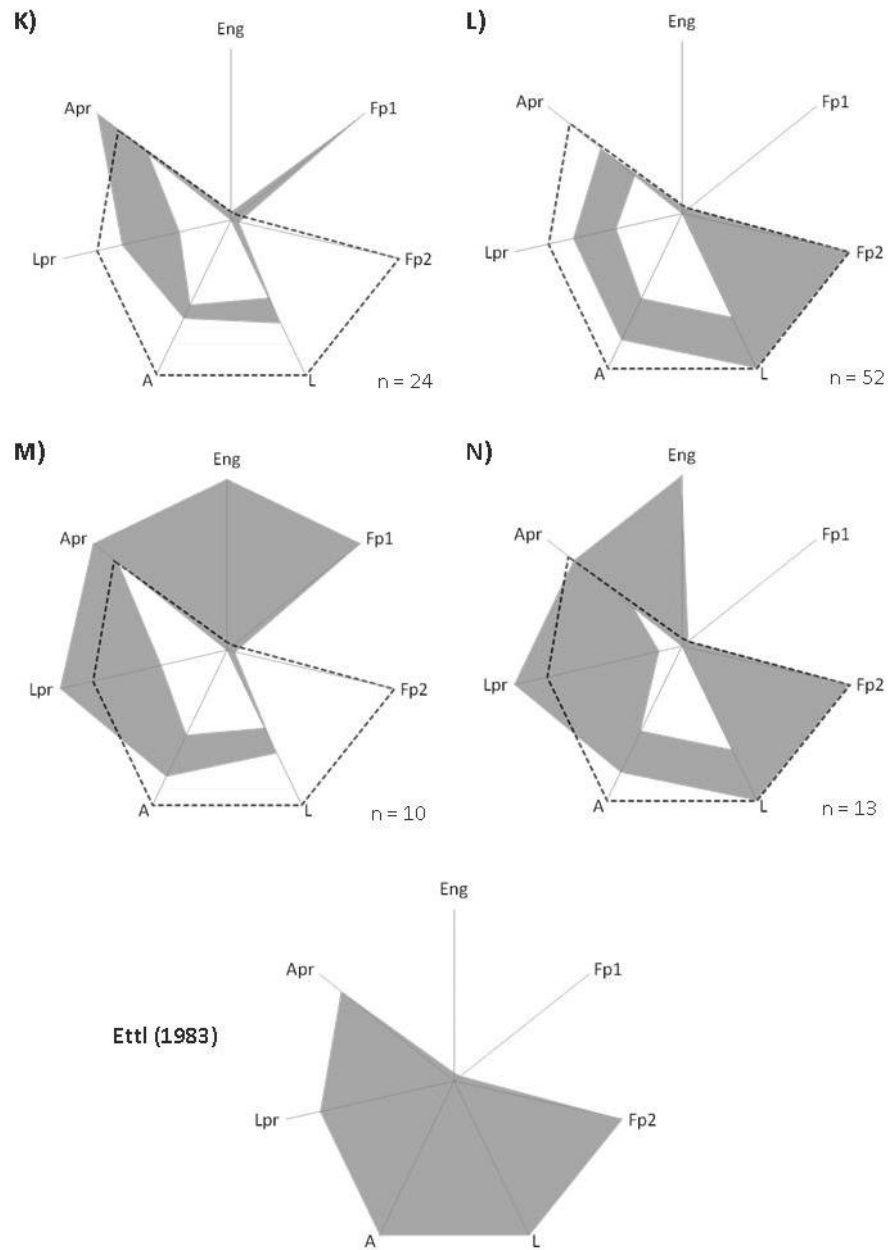 K)
Eng
Apr
Fp1
Lpr
Fp2
A
L
n = 24
L)
Eng
Apr
Fp1
Lpr
Fp2
A
L
n = 52
M)
Eng
Apr
Fp1
Lpr
Fp2
A
L
n = 10
N)
Eng
Apr
Fp1
Lpr
Fp2
A
L
n = 13
Ettl (1983)
Eng
Apr
Fp1
Lpr
Fp2
A
L